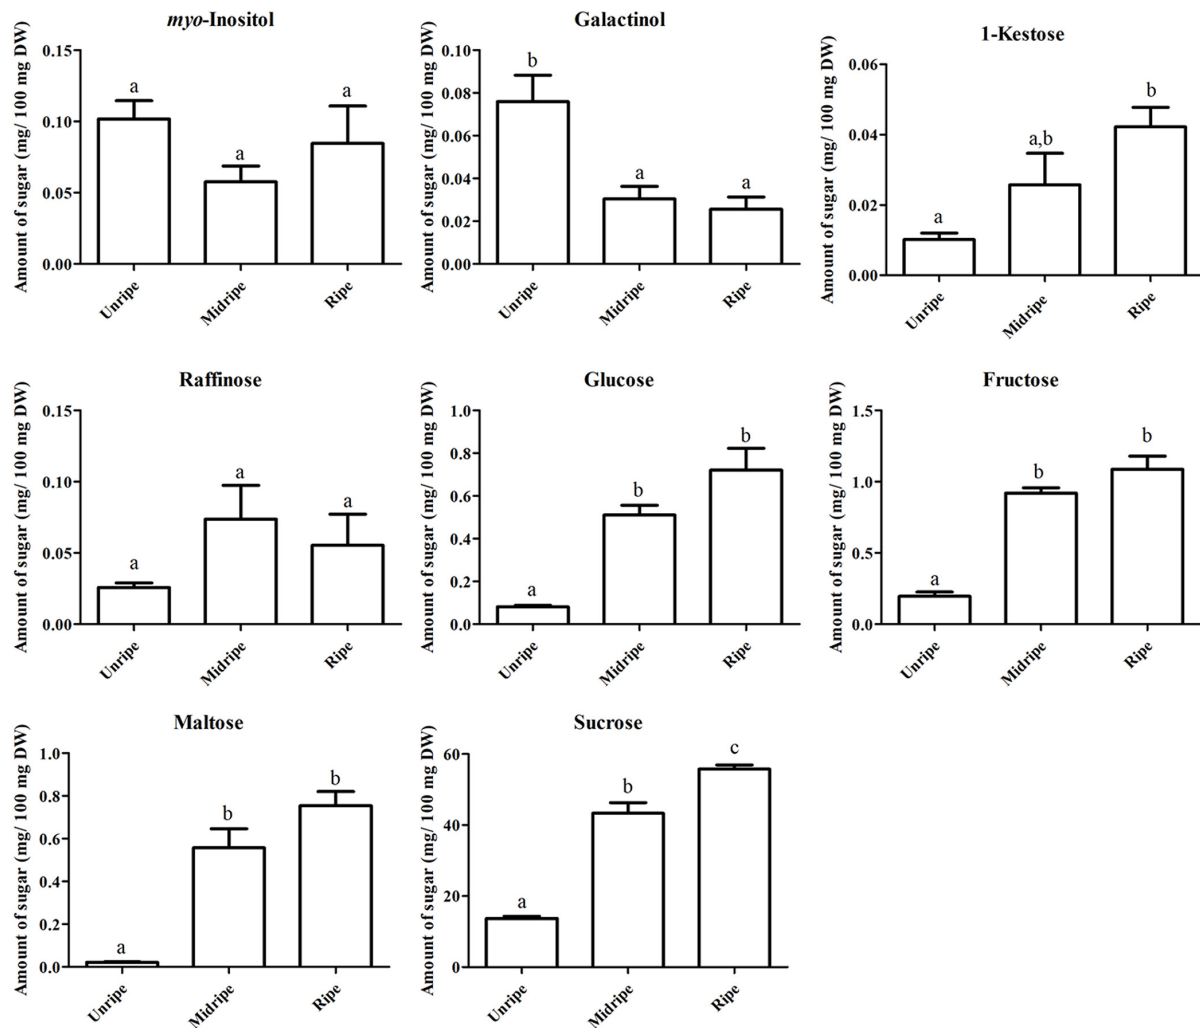 myo-Inositol
Amount of sugar (mg/ 100 mg DW)
0.15
0.10
0.05
0.00
a
a
a
Unripe
Midripe
Ripe
Galactinol
Amount of sugar (mg/ 100 mg DW)
0.10
0.08
0.06
0.04
0.02
0.00
b
a
a
Unripe
Midripe
Ripe
1-Kestose
Amount of sugar (mg/ 100 mg DW)
0.06
0.04
0.02
0.00
a
a,b
b
Unripe
Midripe
Ripe
Raffinose
Amount of sugar (mg/ 100 mg DW)
0.15
0.10
0.05
0.00
a
a
a
Unripe
Midripe
Ripe
Glucose
Amount of sugar (mg/ 100 mg DW)
1.0
0.8
0.6
0.4
0.2
0.0
a
b
b
Unripe
Midripe
Ripe
Fructose
Amount of sugar (mg/ 100 mg DW)
1.5
1.0
0.5
0.0
a
b
b
Unripe
Midripe
Ripe
Maltose
Amount of sugar (mg/ 100 mg DW)
1.0
0.8
0.6
0.4
0.2
0.0
a
b
b
Unripe
Midripe
Ripe
Sucrose
Amount of sugar (mg/ 100 mg DW)
60
40
20
0
a
b
c
Unripe
Midripe
Ripe